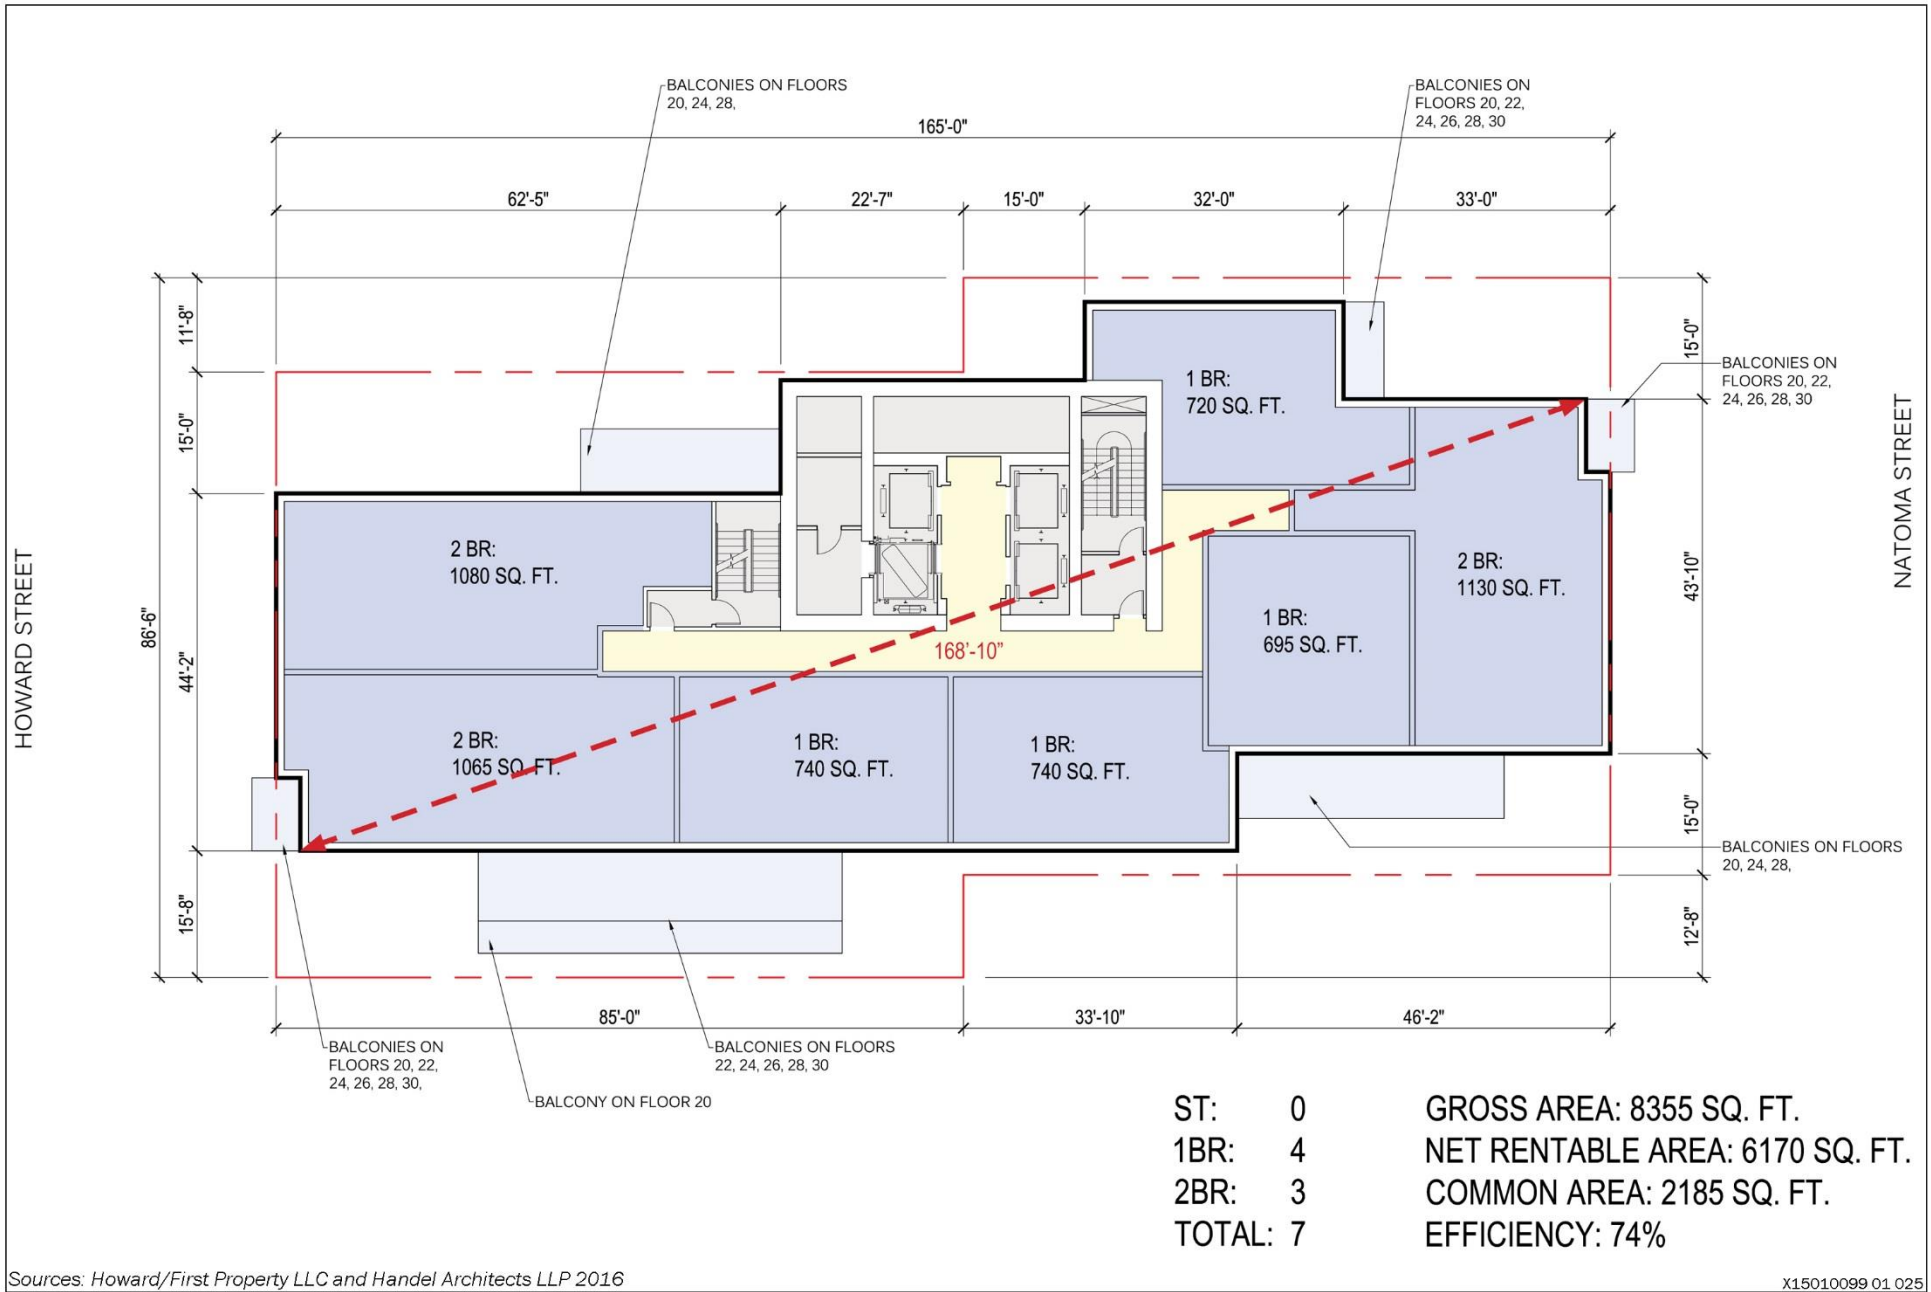 BALCONIES ON FLOORS
20, 24, 28,
BALCONIES ON
FLOORS 20, 22,
24, 26, 28, 30
165'-0"
62'-5"
22'-7"
15'-0"
32'-0"
33'-0"
11'-8"
15'-0"
44'-2"
15'-8"
86'-6"
15'-0"
43'-10"
15'-0"
12'-8"
BALCONIES ON
FLOORS 20, 22,
24, 26, 28, 30
HOWARD STREET
NATOMA STREET
1 BR:
720 SQ. FT.
2 BR:
1080 SQ. FT.
2 BR:
1130 SQ. FT.
1 BR:
695 SQ. FT.
168'-10"
2 BR:
1065 SQ. FT.
1 BR:
740 SQ. FT.
1 BR:
740 SQ. FT.
BALCONIES ON FLOORS
20, 24, 28,
85'-0"
33'-10"
46'-2"
BALCONIES ON
FLOORS 20, 22,
24, 26, 28, 30,
BALCONIES ON FLOORS
22, 24, 26, 28, 30
BALCONY ON FLOOR 20
ST: 0
1BR: 4
2BR: 3
TOTAL: 7
GROSS AREA: 8355 SQ. FT.
NET RENTABLE AREA: 6170 SQ. FT.
COMMON AREA: 2185 SQ. FT.
EFFICIENCY: 74%
Sources: Howard/First Property LLC and Handel Architects LLP 2016
X15010099 01 025